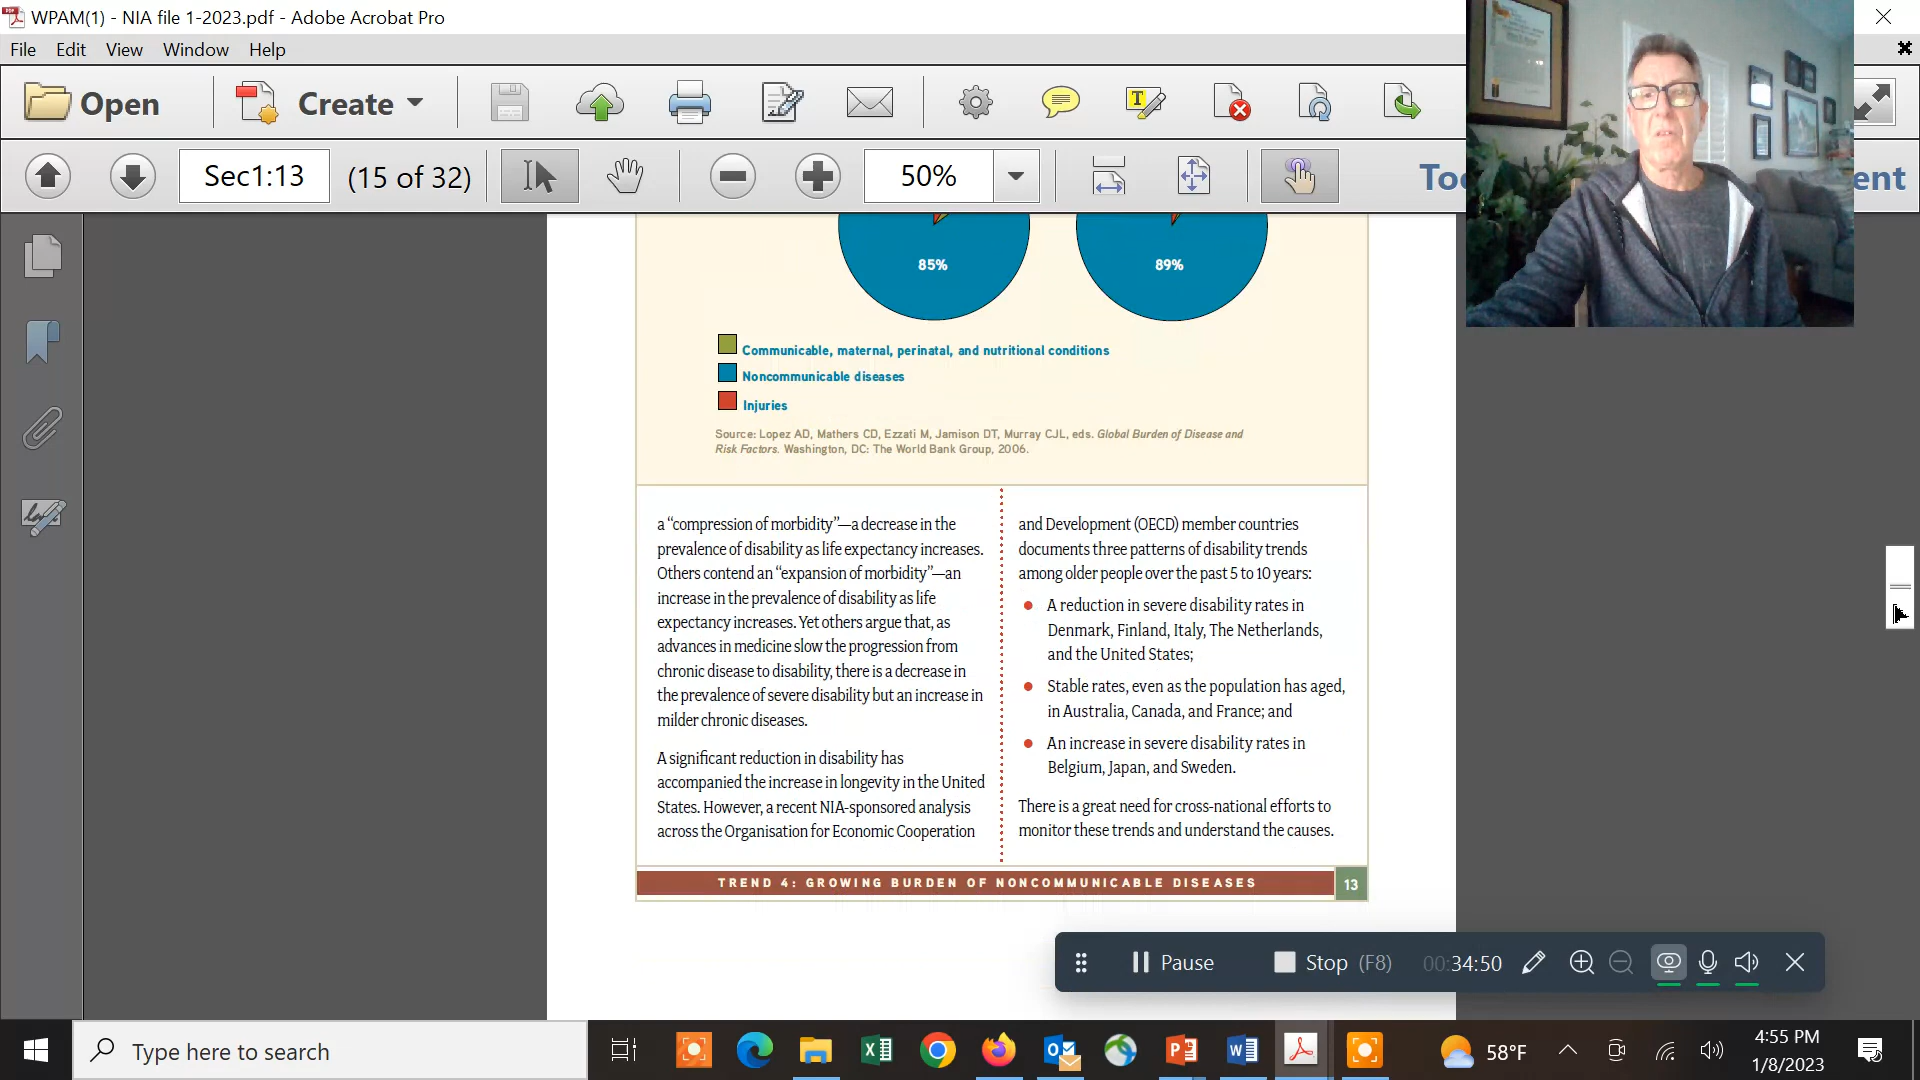 WPAM(1) - NIA file 1-2023.pdf - Adobe Acrobat Pro
File Edit View Window Help
Open Create
Sec1:13 (15 of 32) 50%
85% 89%
Communicable, maternal, perinatal, and nutritional conditions
Noncommunicable diseases
Injuries
Source: Lopez AD, Mathers CD, Ezzati M, Jamison DT, Murray CJL, eds. Global Burden of Disease and
Risk Factors. Washington, DC: The World Bank Group, 2006.
a “compression of morbidity”—a decrease in the
prevalence of disability as life expectancy increases.
Others contend an “expansion of morbidity”—an
increase in the prevalence of disability as life
expectancy increases. Yet others argue that, as
advances in medicine slow the progression from
chronic disease to disability, there is a decrease in
the prevalence of severe disability but an increase in
milder chronic diseases.
A significant reduction in disability has
accompanied the increase in longevity in the United
States. However, a recent NIA-sponsored analysis
across the Organisation for Economic Cooperation
and Development (OECD) member countries
documents three patterns of disability trends
among older people over the past 5 to 10 years:
A reduction in severe disability rates in
Denmark, Finland, Italy, The Netherlands,
and the United States;
Stable rates, even as the population has aged,
in Australia, Canada, and France; and
An increase in severe disability rates in
Belgium, Japan, and Sweden.
There is a great need for cross-national efforts to
monitor these trends and understand the causes.
TREND 4: GROWING BURDEN OF NONCOMMUNICABLE DISEASES 13
Pause Stop (F8) 00:34:50
Type here to search
58°F
4:55 PM
1/8/2023